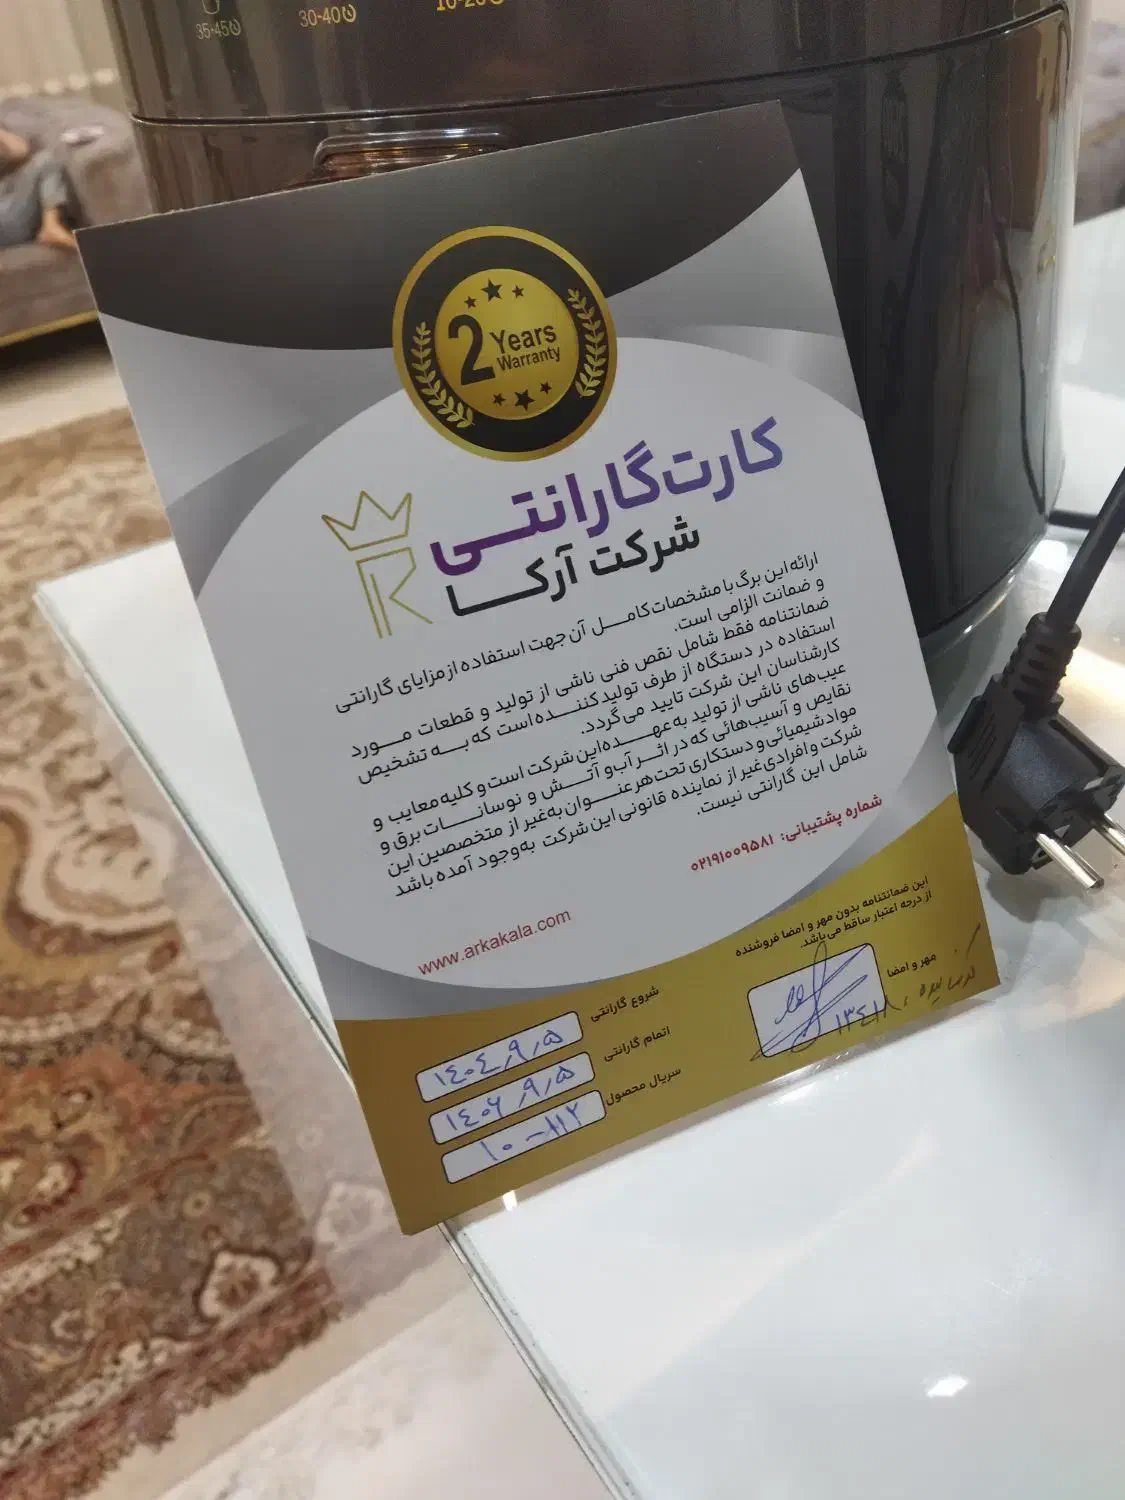 35-45
30-40
10-20
2 Years
Warranty
کارت گارانتی
شرکت آرکا
ارائه این برگ با مشخصات کامل آن جهت استفاده از مزایای گارانتی
و ضمانت الزامی است.
ضمانتنامه فقط شامل نقص فنی ناشی از تولید و قطعات مورد
استفاده در دستگاه از طرف تولیدکننده است که به تشخیص
کارشناسان این شرکت تایید می‌گردد.
عیب‌های ناشی از تولید به عهده این شرکت است و کلیه معایب و
نقایص و آسیب‌هائی که در اثر آب و آتش و نوسانات برق و
مواد شیمیائی و دستکاری تحت هر عنوان به غیر از متخصصین این
شرکت و افرادی غیر از نماینده قانونی این شرکت به‌وجود آمده باشد
شامل این گارانتی نیست.
شماره پشتیبانی: ۰۲۱۹۱۰۰۹۵۸۱
www.arkakala.com
این ضمانتنامه بدون مهر و امضا فروشنده
از درجه اعتبار ساقط می‌باشد.
مهر و امضا
شروع گارانتی
۱۴۰۴٫۹٫۵
اتمام گارانتی
۱۴۰۶٫۹٫۵
سریال محصول